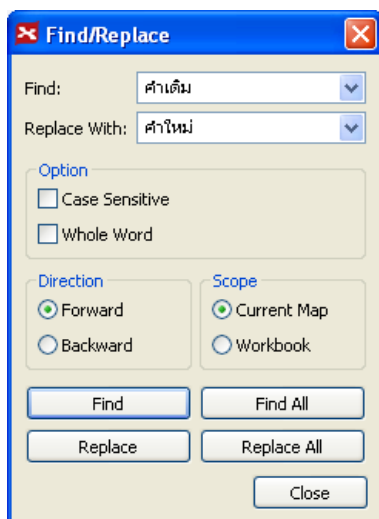 Find/Replace
Find: คำเดิม
Replace With: คำใหม่
Option
Case Sensitive
Whole Word
Direction Scope
Forward Current Map
Backward Workbook
Find Find All
Replace Replace All
Close